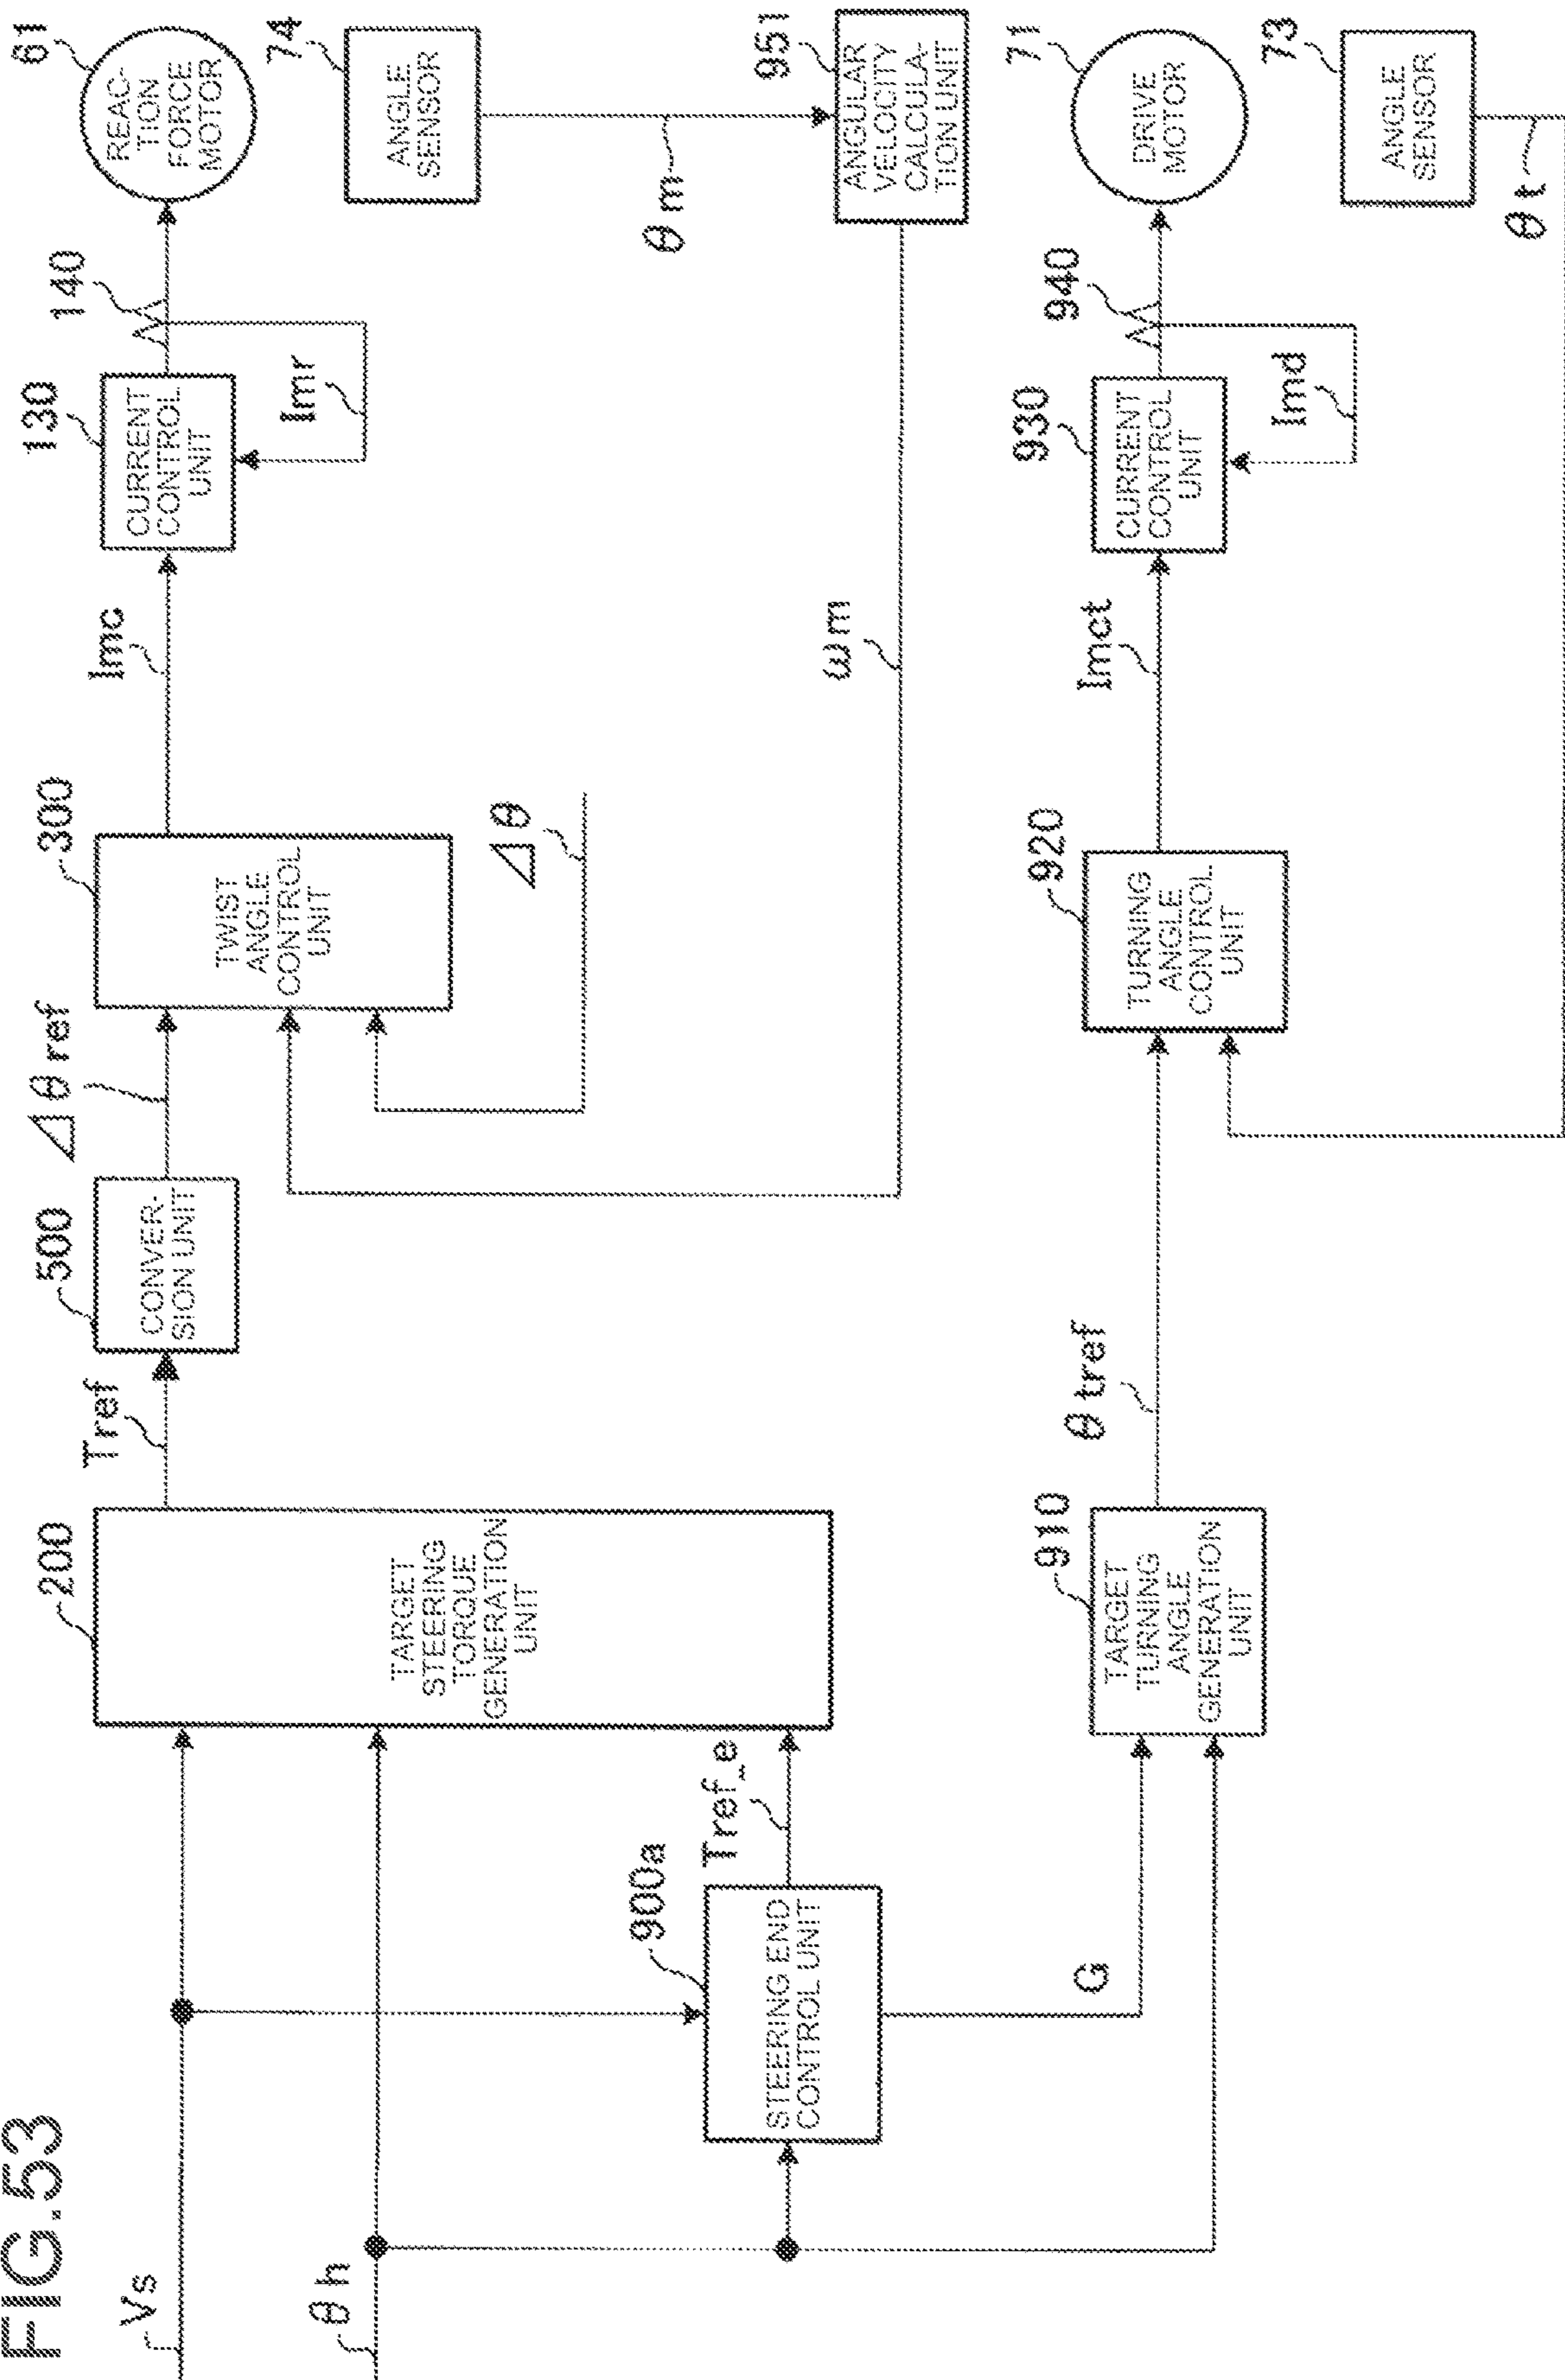 FIG.53
Vs
θh
200
TARGET
STEERING
TORQUE
GENERATION
UNIT
Tref
500
CONVER-
SION UNIT
Δθref
300
TWIST
ANGLE
CONTROL
UNIT
Imc
130
CURRENT
CONTROL
UNIT
140
Imr
61
REAC-
TION
FORCE
MOTOR
74
ANGLE
SENSOR
θm
951
ANGULAR
VELOCITY
CALCULA-
TION UNIT
ωm
Δθ
900a
STEERING END
CONTROL UNIT
Tref_e
G
910
TARGET
TURNING
ANGLE
GENERATION
UNIT
θtref
920
TURNING
ANGLE
CONTROL
UNIT
Imct
930
CURRENT
CONTROL
UNIT
940
Imd
71
DRIVE
MOTOR
73
ANGLE
SENSOR
θt